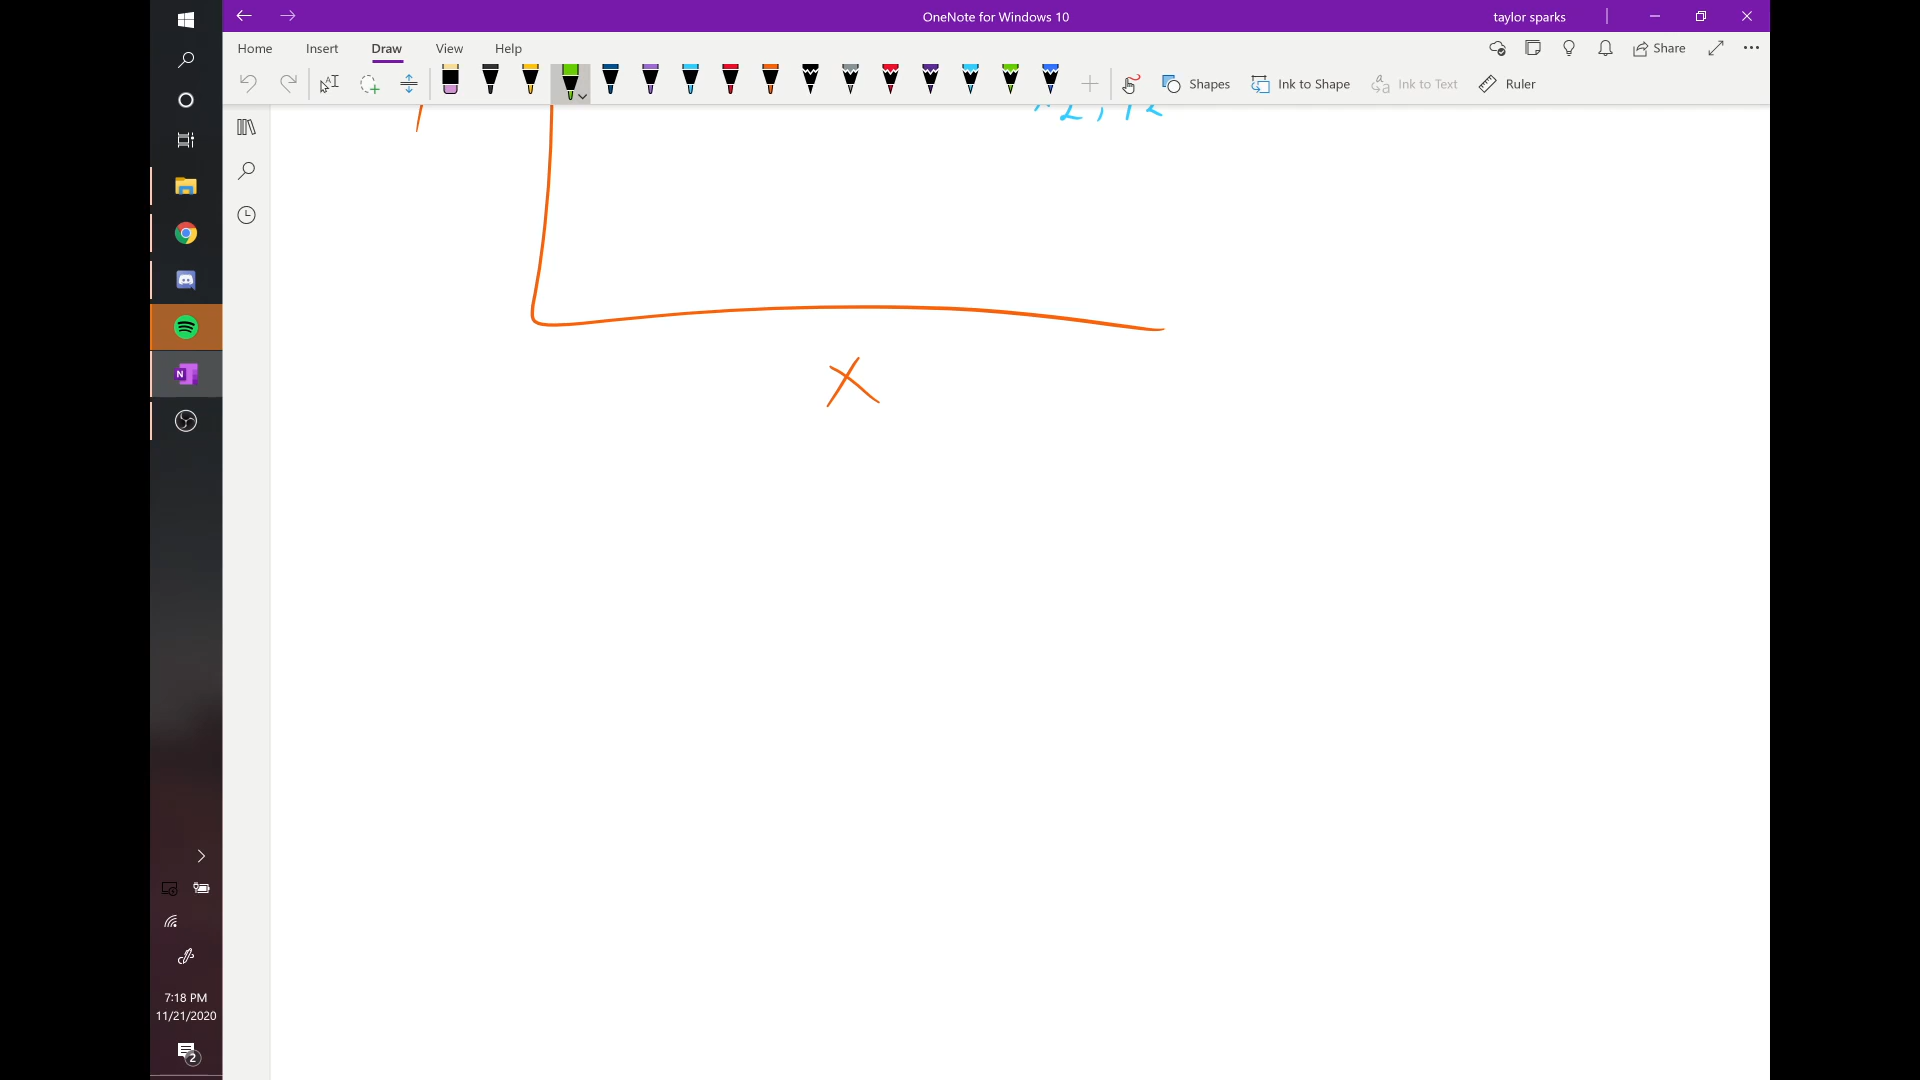 OneNote for Windows 10
taylor sparks
Home Insert Draw View Help
Share
Shapes Ink to Shape Ink to Text Ruler
x
7:18 PM
11/21/2020
2